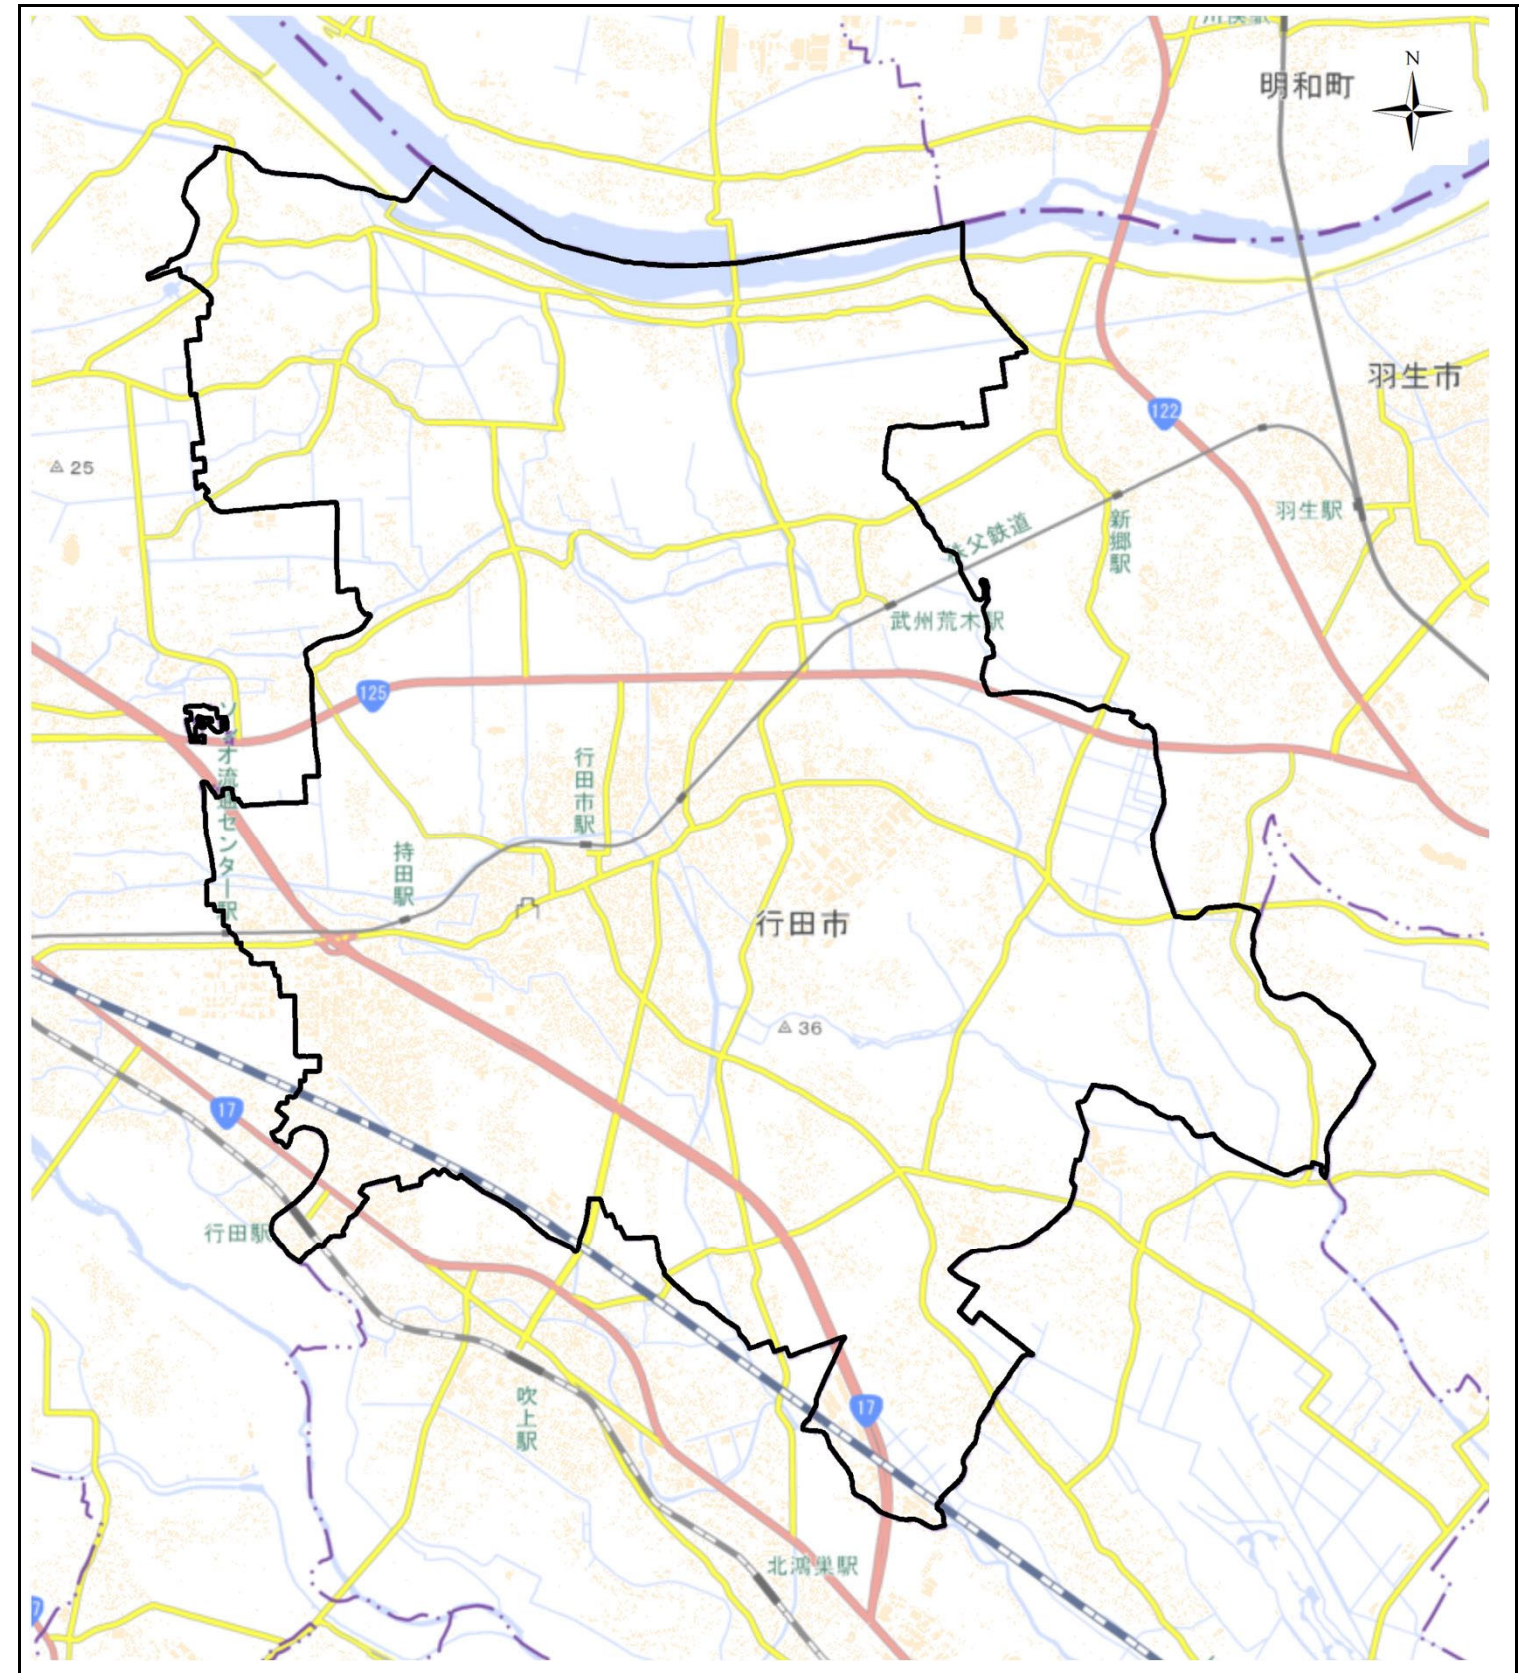 N
明和町
羽生市
122
25
羽生駅
新郷駅
秩父鉄道
武州荒木駅
125
ソシオ流通センター駅
行田市駅
持田駅
行田市
36
17
行田駅
17
吹上駅
北鴻巣駅